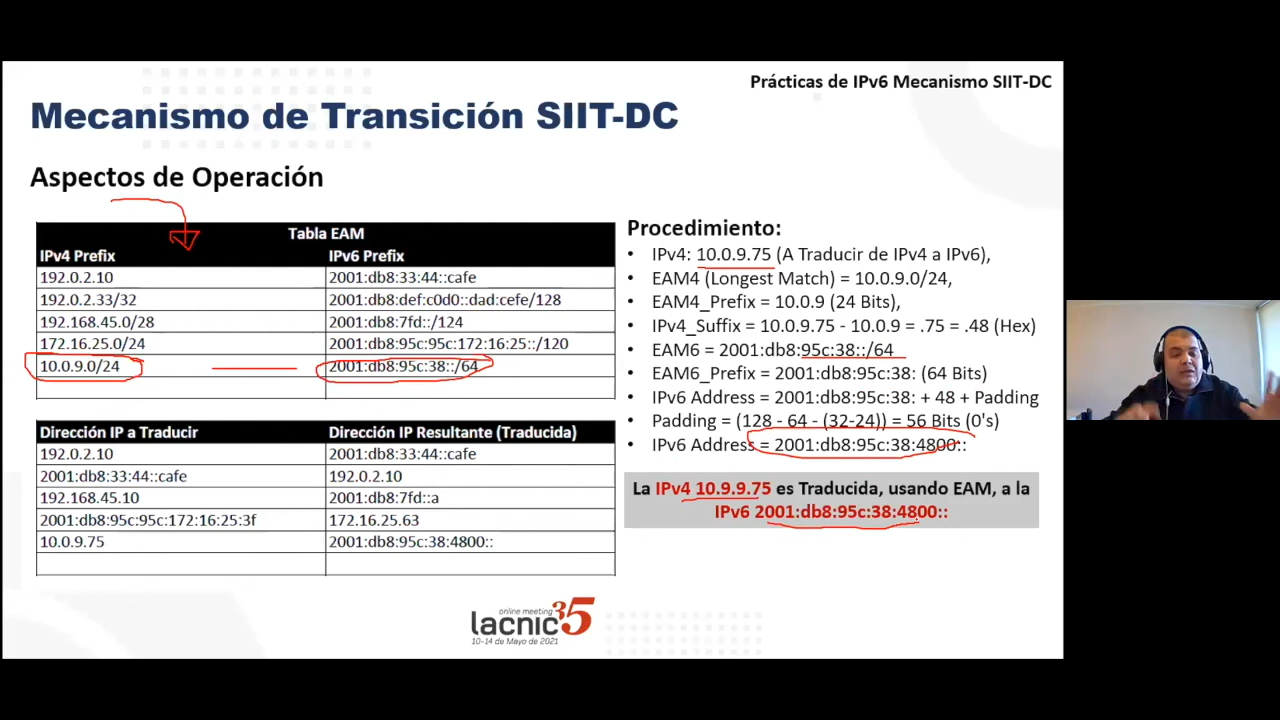 Prácticas de IPv6 Mecanismo SIIT-DC
Mecanismo de Transición SIIT-DC
Aspectos de Operación
Tabla EAM
IPv4 Prefix IPv6 Prefix
192.0.2.10 2001:db8:33:44::cafe
192.0.2.33/32 2001:db8:def:c0d0::dad:cefe/128
192.168.45.0/28 2001:db8:7fd::/124
172.16.25.0/24 2001:db8:95c:95c:172:16:25::/120
10.0.9.0/24 2001:db8:95c:38::/64
Dirección IP a Traducir Dirección IP Resultante (Traducida)
192.0.2.10 2001:db8:33:44::cafe
2001:db8:33:44::cafe 192.0.2.10
192.168.45.10 2001:db8:7fd::a
2001:db8:95c:95c:172:16:25:3f 172.16.25.63
10.0.9.75 2001:db8:95c:38:4800::
Procedimiento:
• IPv4: 10.0.9.75 (A Traducir de IPv4 a IPv6),
• EAM4 (Longest Match) = 10.0.9.0/24,
• EAM4_Prefix = 10.0.9 (24 Bits),
• IPv4_Suffix = 10.0.9.75 - 10.0.9 = .75 = .48 (Hex)
• EAM6 = 2001:db8:95c:38::/64
• EAM6_Prefix = 2001:db8:95c:38: (64 Bits)
• IPv6 Address = 2001:db8:95c:38: + 48 + Padding
• Padding = (128 - 64 - (32-24)) = 56 Bits (0's)
• IPv6 Address = 2001:db8:95c:38:4800::
La IPv4 10.9.9.75 es Traducida, usando EAM, a la
IPv6 2001:db8:95c:38:4800::
online meeting
lacnic35
10-14 de Mayo de 2021